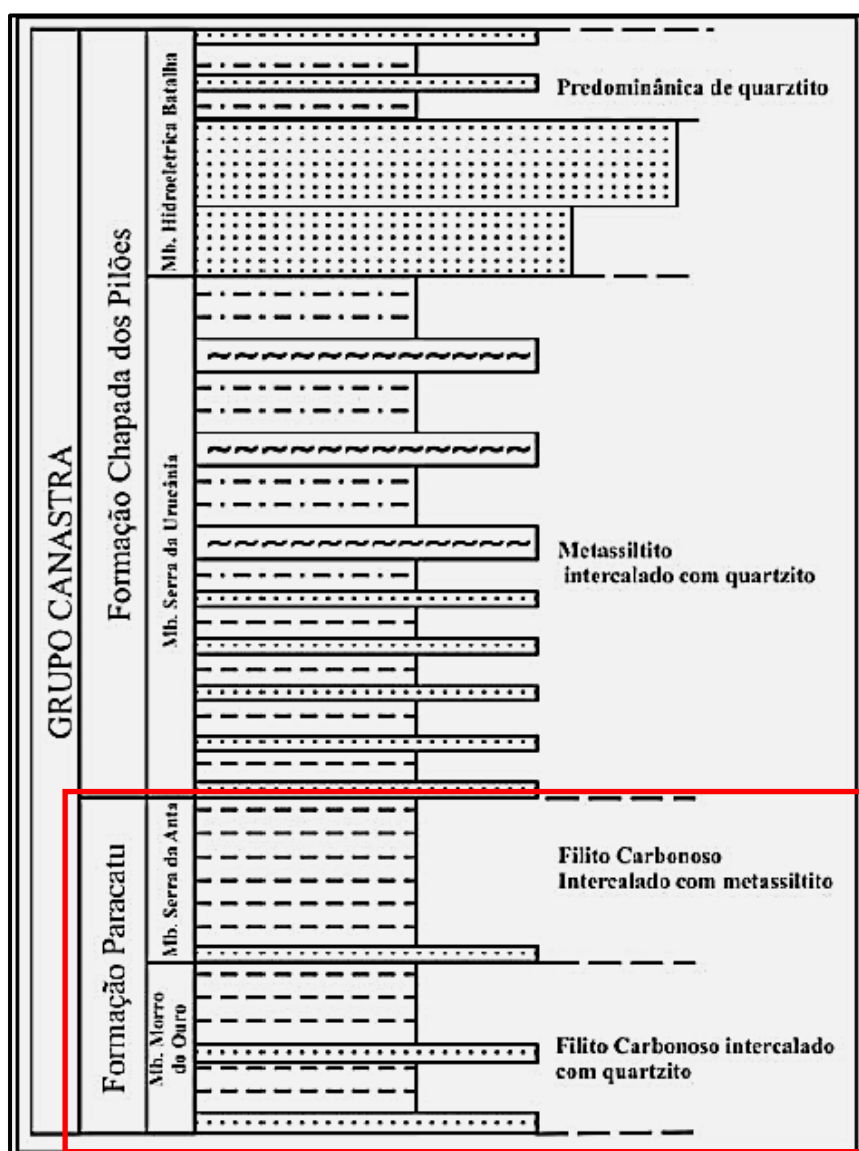 GRUPO CANASTRA
Formação Chapada dos Pilões
Mb. Hidroeletrica Batalha
Predominânica de quarztito
Mb. Serra da Urucânia
Metassiltito
intercalado com quartzito
Formação Paracatu
Mb. Serra da Anta
Filito Carbonoso
Intercalado com metassiltito
Mb. Morro
do Ouro
Filito Carbonoso intercalado
com quartzito